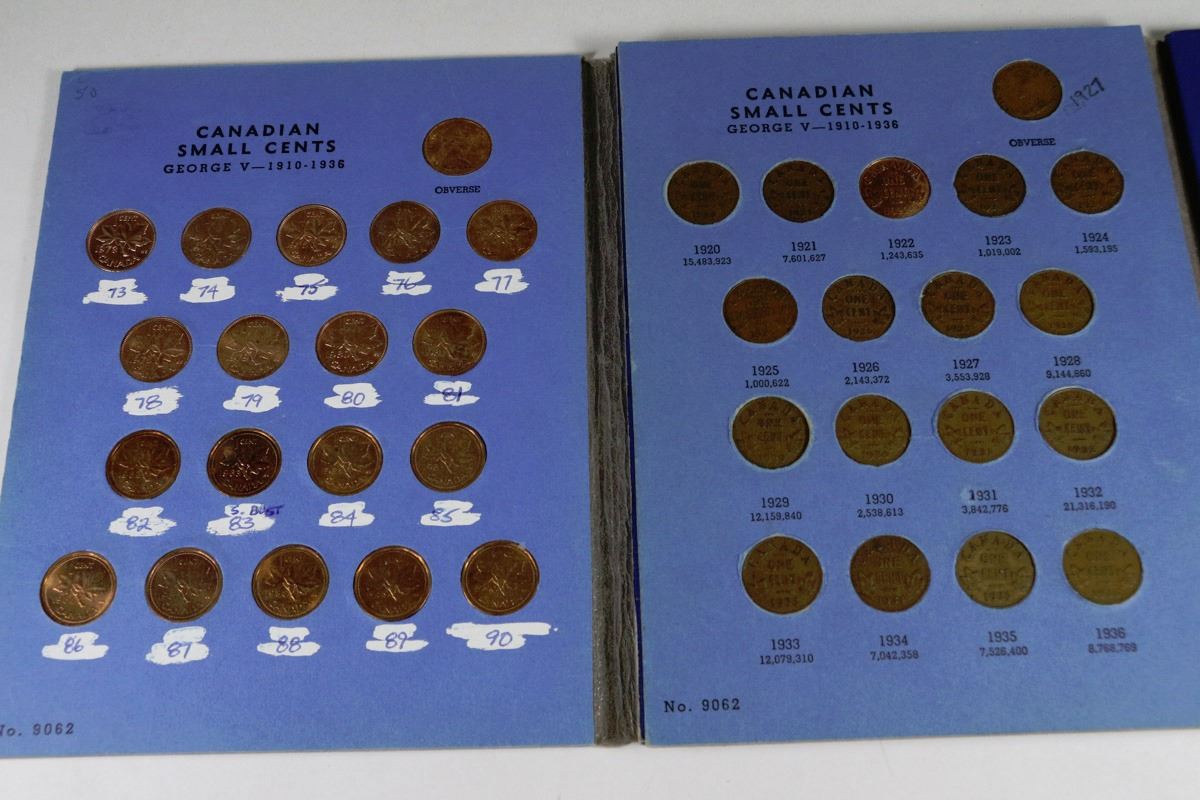 50
CANADIAN
SMALL CENTS
GEORGE V—1910-1936
OBVERSE
73 74 75 76 77
78 79 80 81
S. BUST
82 83 84 85
86 87 88 89 90
No. 9062
CANADIAN
SMALL CENTS
GEORGE V—1910-1936
1927
OBVERSE
1920 1921 1922 1923 1924
15,483,923 7,601,627 1,243,635 1,019,002 1,593,195
1925 1926 1927 1928
1,000,622 2,143,372 3,553,928 9,144,860
1929 1930 1931 1932
12,159,840 2,538,613 3,842,776 21,316,190
1933 1934 1935 1936
12,079,310 7,042,358 7,526,400 8,768,769
No. 9062